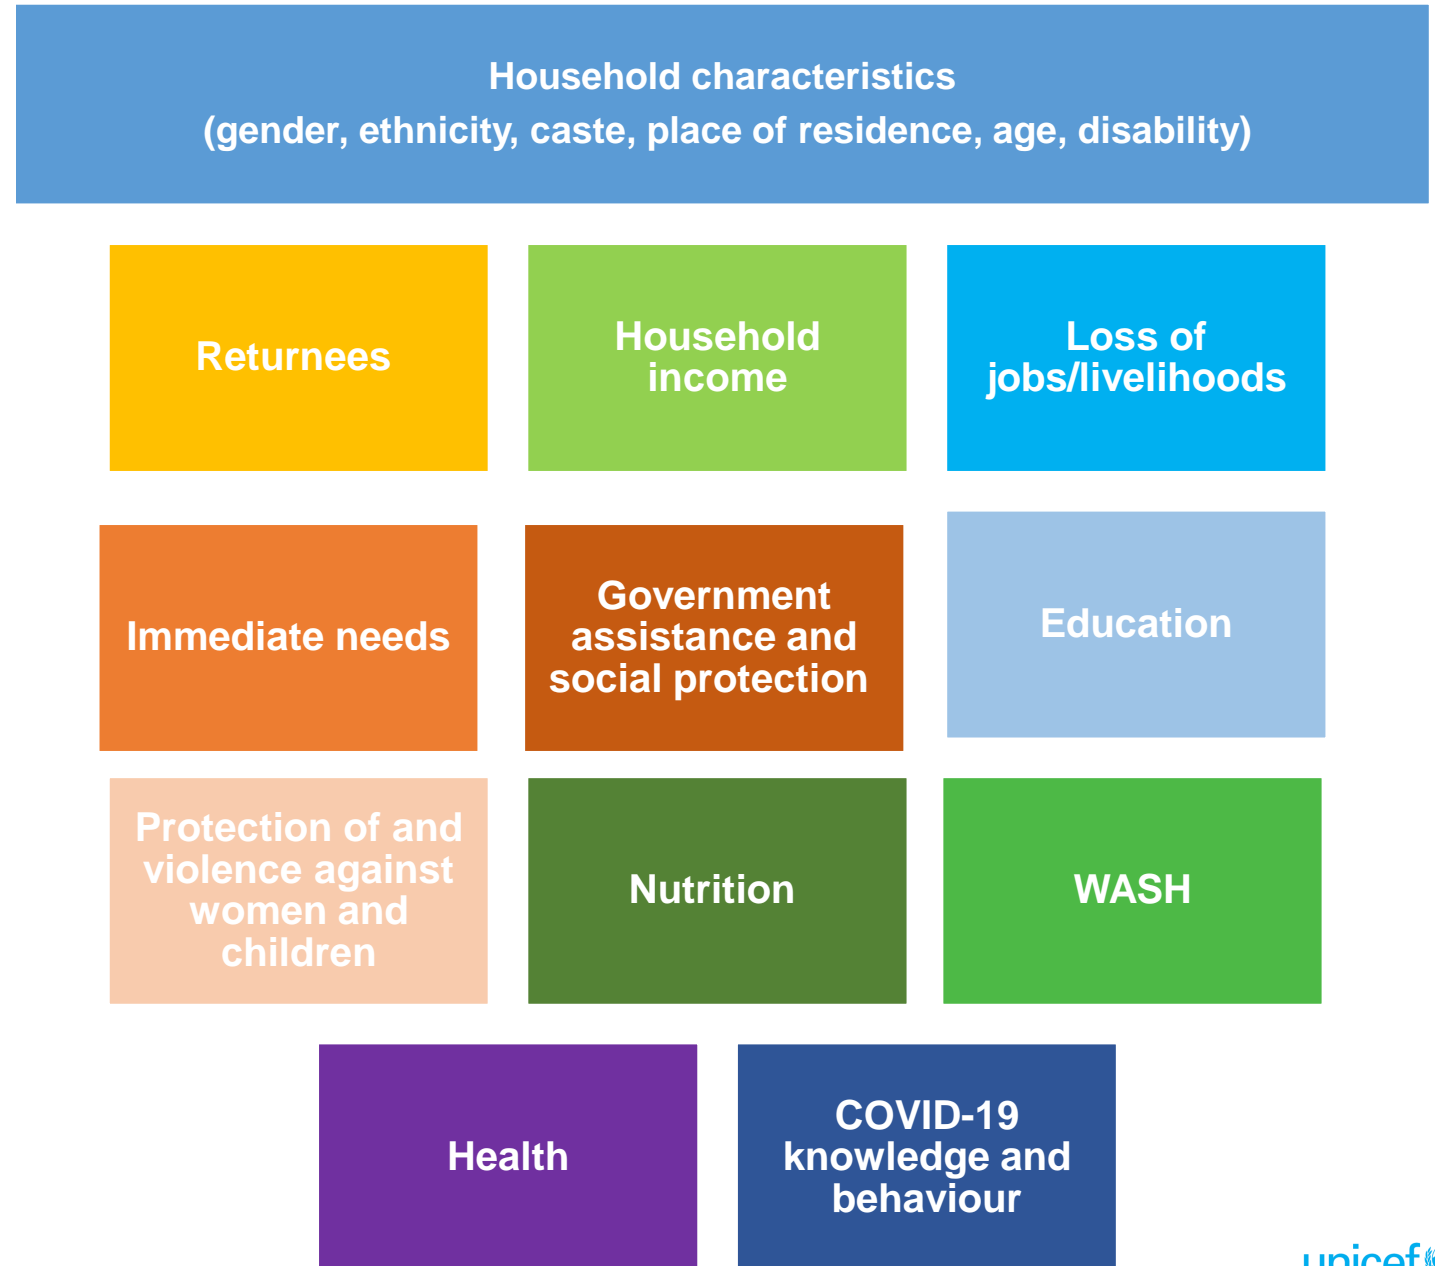 Household characteristics
(gender, ethnicity, caste, place of residence, age, disability)
Returnees
Household
income
Loss of
jobs/livelihoods
Immediate needs
Government
assistance and
social protection
Education
Protection of and
violence against
women and
children
Nutrition
WASH
Health
COVID-19
knowledge and
behaviour
unicef